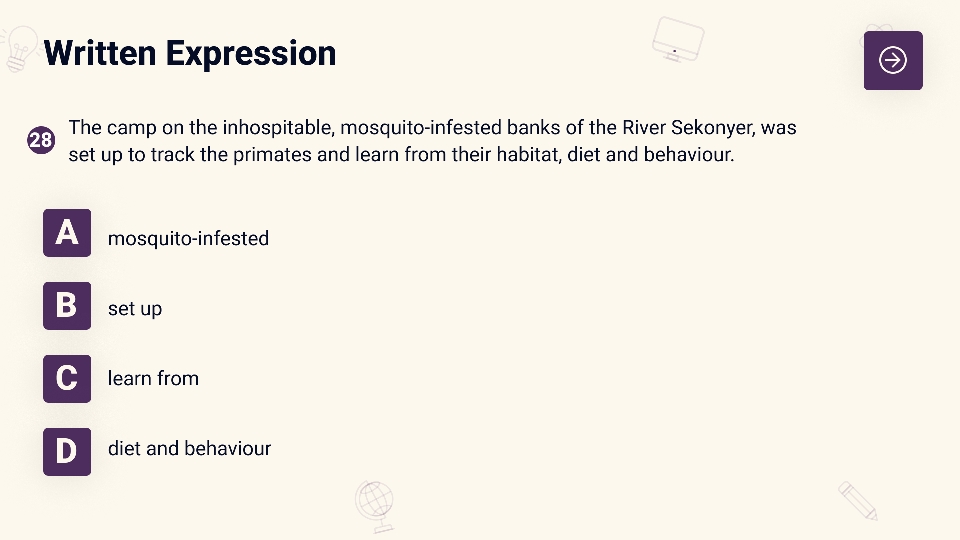 Written Expression
28
The camp on the inhospitable, mosquito-infested banks of the River Sekonyer, was
set up to track the primates and learn from their habitat, diet and behaviour.
A
mosquito-infested
B
set up
C
learn from
D
diet and behaviour